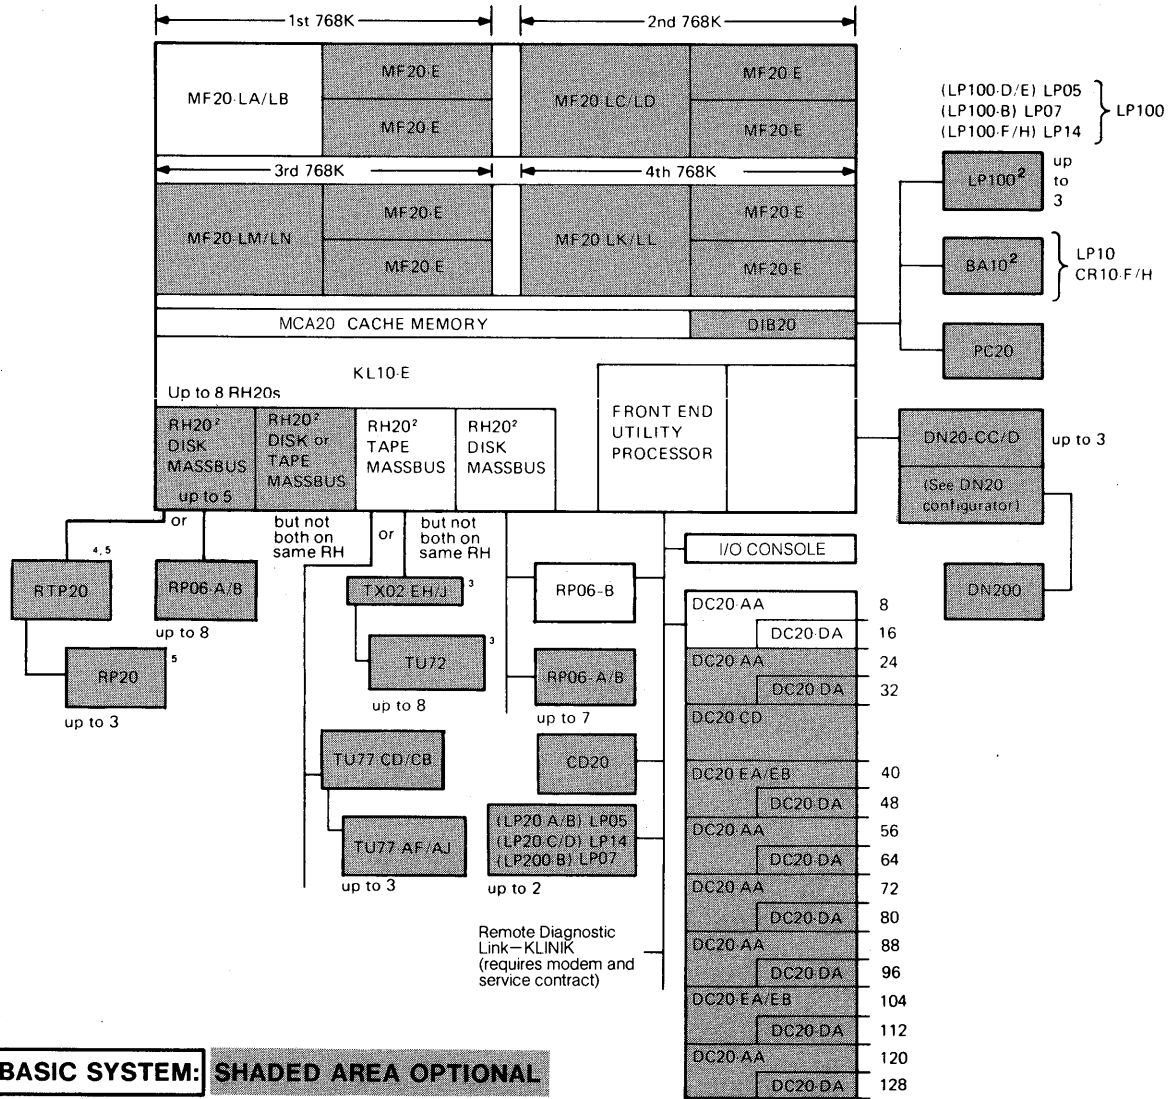 1st 768K
2nd 768K
MF20-LA/LB
MF20-E
MF20-E
MF20-LC/LD
MF20-E
MF20-E
3rd 768K
4th 768K
MF20-LM/LN
MF20-E
MF20-E
MF20 LK/LL
MF20-E
MF20-E
MCA20 CACHE MEMORY
DIB20
(LP100-D/E) LP05
(LP100-B) LP07
(LP100-F/H) LP14
LP100
LP100²
up
to
3
BA10²
LP10
CR10-F/H
PC20
KL10-E
Up to 8 RH20s
RH20²
DISK
MASSBUS
up to 5
RH20²
DISK or
TAPE
MASSBUS
RH20²
TAPE
MASSBUS
RH20²
DISK
MASSBUS
FRONT END
UTILITY
PROCESSOR
DN20-CC/D
up to 3
(See DN20
configurator)
DN200
or
but not
both on
same RH
or
but not
both on
same RH
4, 5
RTP20
RP06-A/B
up to 8
5
RP20
up to 3
TX02 EH/J
3
TU72
3
up to 8
TU77 CD/CB
TU77 AF/AJ
up to 3
RP06-B
RP06-A/B
up to 7
CD20
(LP20 A/B) LP05
(LP20 C/D) LP14
(LP200 B) LP07
up to 2
Remote Diagnostic
Link—KLINIK
(requires modem and
service contract)
I/O CONSOLE
DC20-AA 8
DC20-DA 16
DC20-AA 24
DC20 DA 32
DC20 CD
DC20 EA/EB 40
DC20 DA 48
DC20-AA 56
DC20 DA 64
DC20-AA 72
DC20-DA 80
DC20-AA 88
DC20 DA 96
DC20-EA/EB 104
DC20-DA 112
DC20-AA 120
DC20-DA 128
BASIC SYSTEM: SHADED AREA OPTIONAL